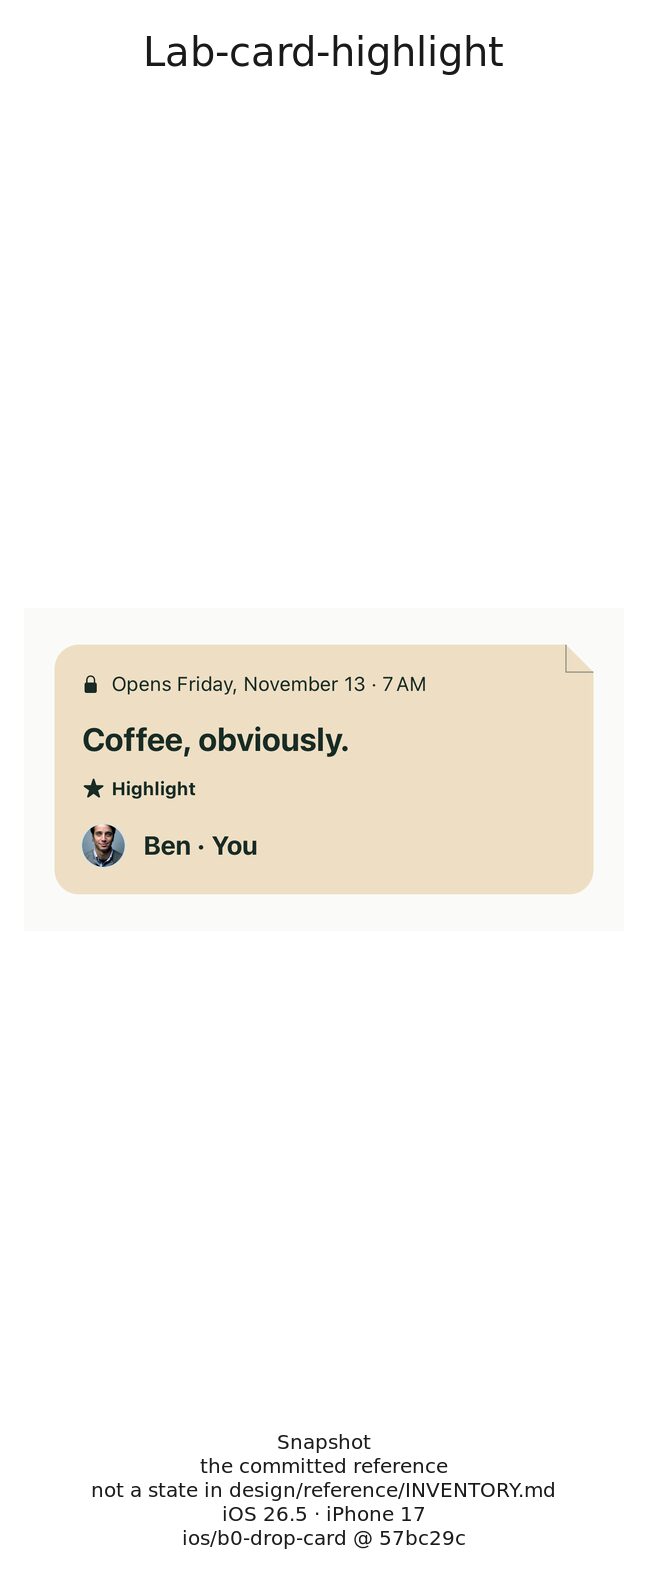 Lab-card-highlight
Opens Friday, November 13 · 7 AM
Coffee, obviously.
Highlight
Ben · You
Snapshot
the committed reference
not a state in design/reference/INVENTORY.md
iOS 26.5 · iPhone 17
ios/b0-drop-card @ 57bc29c